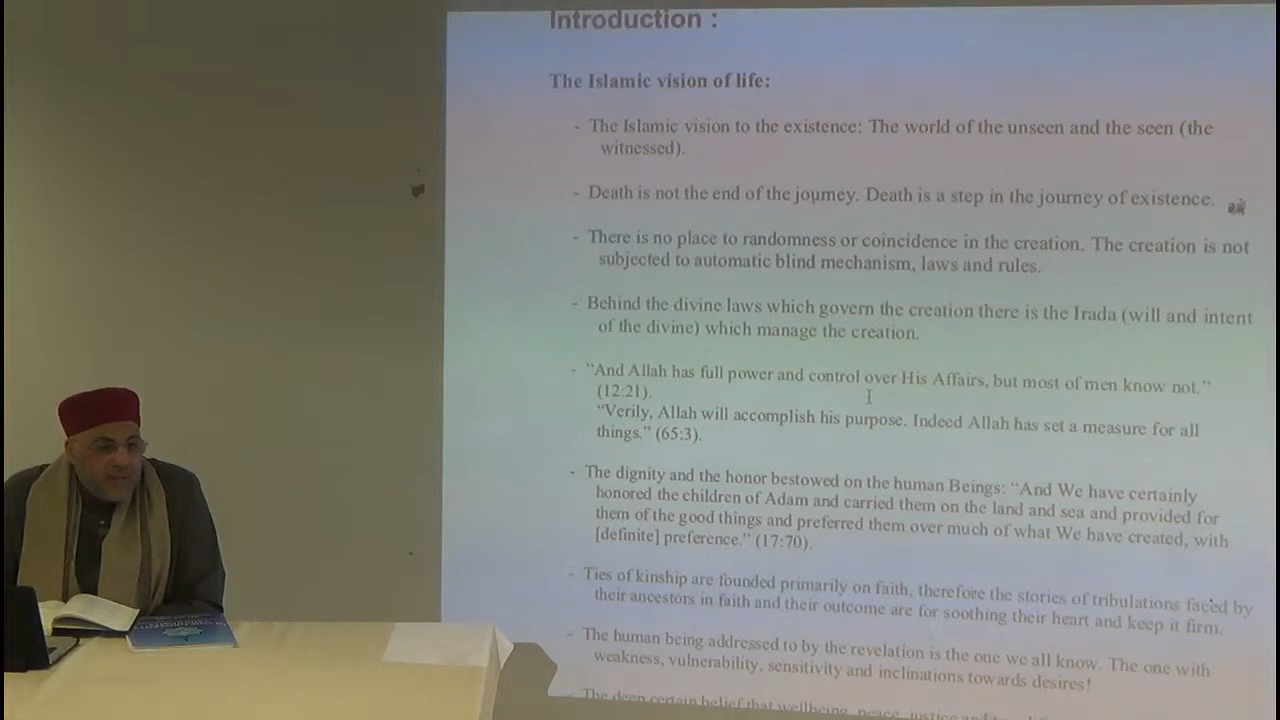 Introduction :
The Islamic vision of life:
- The Islamic vision to the existence: The world of the unseen and the seen (the
witnessed).
- Death is not the end of the journey. Death is a step in the journey of existence.
- There is no place to randomness or coincidence in the creation. The creation is not
subjected to automatic blind mechanism, laws and rules.
- Behind the divine laws which govern the creation there is the Irada (will and intent
of the divine) which manage the creation.
- "And Allah has full power and control over His Affairs, but most of men know not."
(12:21).
"Verily, Allah will accomplish his purpose. Indeed Allah has set a measure for all
things." (65:3).
- The dignity and the honor bestowed on the human Beings: "And We have certainly
honored the children of Adam and carried them on the land and sea and provided for
them of the good things and preferred them over much of what We have created, with
[definite] preference." (17:70).
- Ties of kinship are founded primarily on faith, therefore the stories of tribulations faced by
their ancestors in faith and their outcome are for soothing their heart and keep it firm.
- The human being addressed to by the revelation is the one we all know. The one with
weakness, vulnerability, sensitivity and inclinations towards desires!
- The deep certain belief that wellbeing, peace, justice and